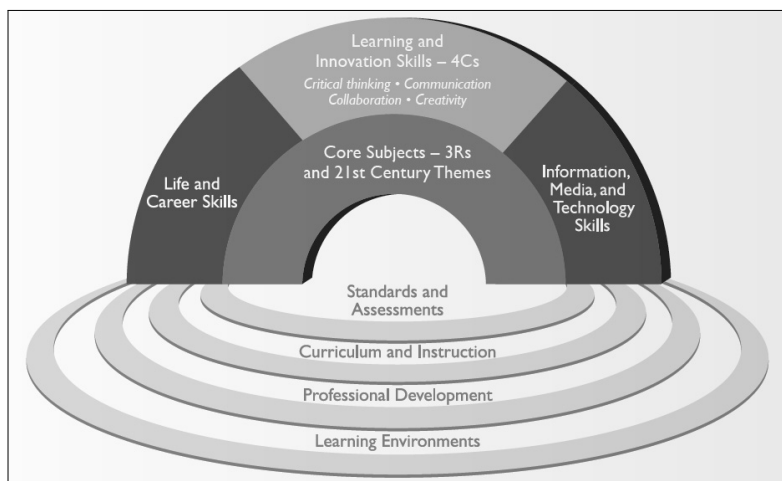 Learning and
Innovation Skills – 4Cs
Critical thinking • Communication
Collaboration • Creativity
Core Subjects – 3Rs
and 21st Century Themes
Life and
Career Skills
Information,
Media, and
Technology
Skills
Standards and
Assessments
Curriculum and Instruction
Professional Development
Learning Environments